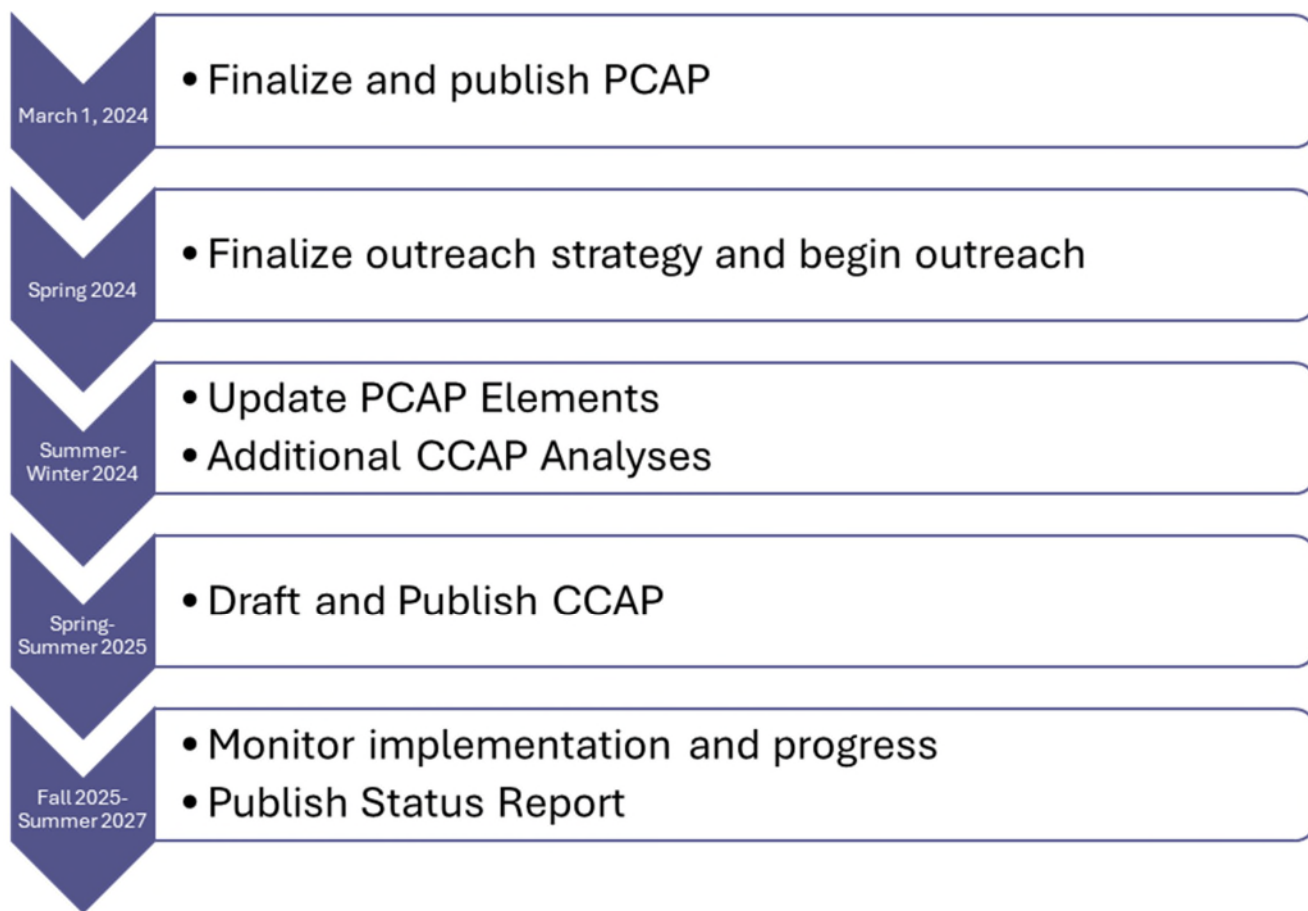 March 1, 2024
• Finalize and publish PCAP
Spring 2024
• Finalize outreach strategy and begin outreach
Summer-
Winter 2024
• Update PCAP Elements
• Additional CCAP Analyses
Spring-
Summer 2025
• Draft and Publish CCAP
Fall 2025-
Summer 2027
• Monitor implementation and progress
• Publish Status Report